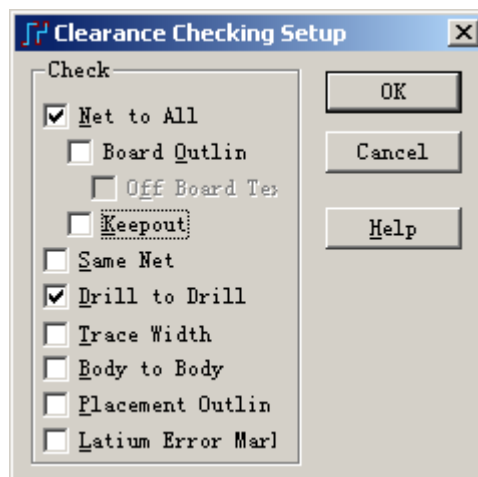 Clearance Checking Setup
Check
Net to All
Board Outlin
Off Board Tex
Keepout
Same Net
Drill to Drill
Trace Width
Body to Body
Placement Outlin
Latium Error Marl
OK
Cancel
Help